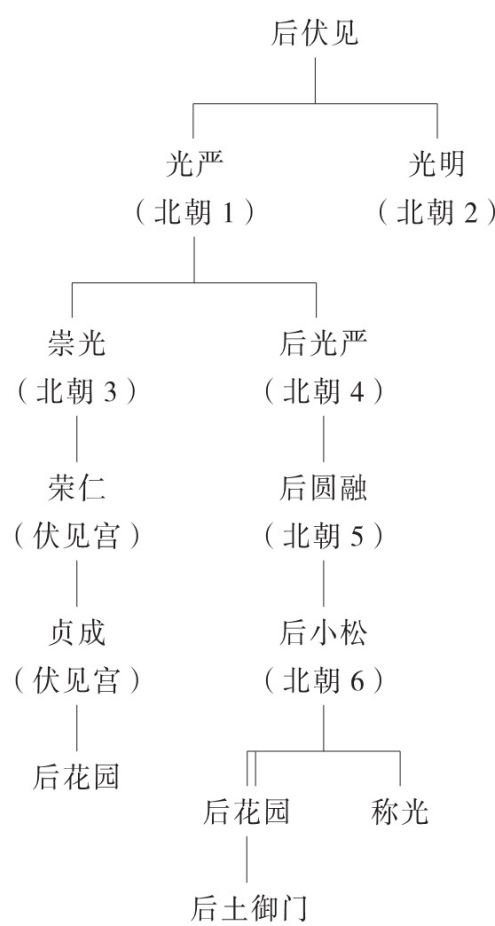 后伏见
光严
（北朝1）
光明
（北朝2）
崇光
（北朝3）
后光严
（北朝4）
荣仁
（伏见宫）
后圆融
（北朝5）
贞成
（伏见宫）
后小松
（北朝6）
后花园
后花园
称光
后土御门